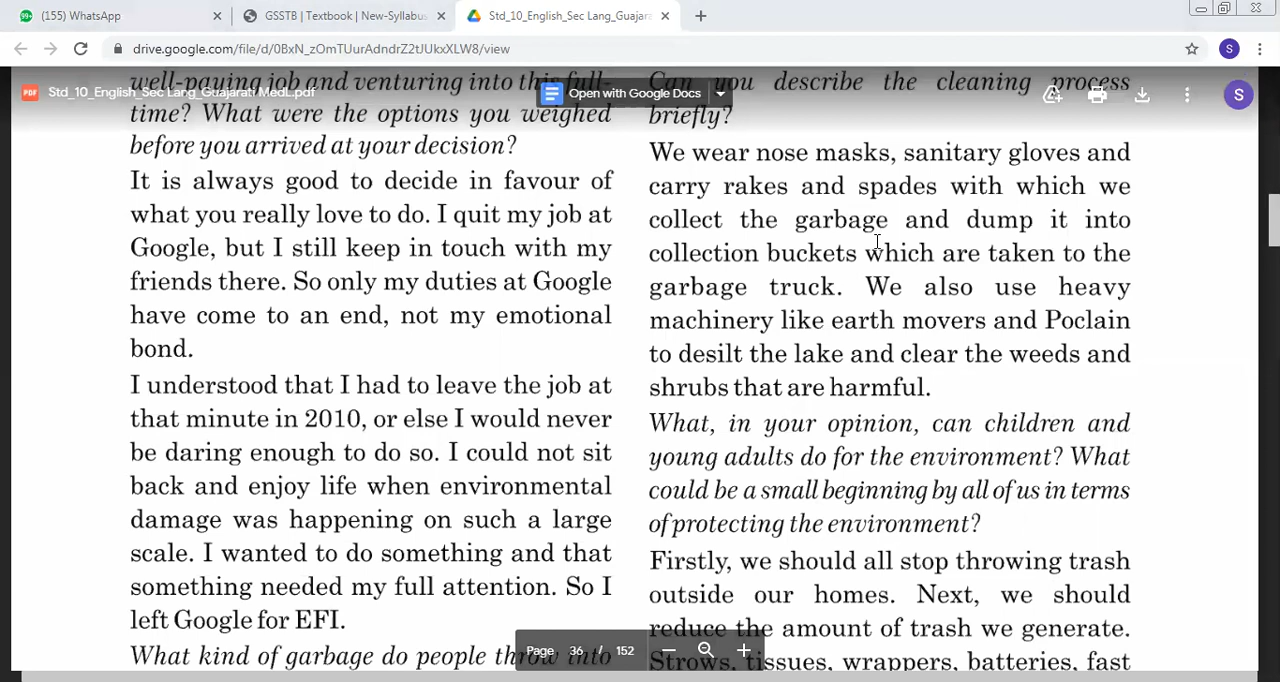 99+
(155) WhatsApp
GSSTB | Textbook | New-Syllabus
Std_10_English_Sec Lang_Guajara
drive.google.com/file/d/0BxN_zOmTUurAdndrZ2tJUkxXLW8/view
S
PDF
Std_10_English_Sec Lang_Guajarati MedL.pdf
Open with Google Docs
S
well-paying job and venturing into this full-
time? What were the options you weighed
before you arrived at your decision?
It is always good to decide in favour of
what you really love to do. I quit my job at
Google, but I still keep in touch with my
friends there. So only my duties at Google
have come to an end, not my emotional
bond.
I understood that I had to leave the job at
that minute in 2010, or else I would never
be daring enough to do so. I could not sit
back and enjoy life when environmental
damage was happening on such a large
scale. I wanted to do something and that
something needed my full attention. So I
left Google for EFI.
What kind of garbage do people throw into
Can you describe the cleaning process
briefly?
We wear nose masks, sanitary gloves and
carry rakes and spades with which we
collect the garbage and dump it into
collection buckets which are taken to the
garbage truck. We also use heavy
machinery like earth movers and Poclain
to desilt the lake and clear the weeds and
shrubs that are harmful.
What, in your opinion, can children and
young adults do for the environment? What
could be a small beginning by all of us in terms
of protecting the environment?
Firstly, we should all stop throwing trash
outside our homes. Next, we should
reduce the amount of trash we generate.
Strows, tissues, wrappers, batteries, fast
Page 36 / 152